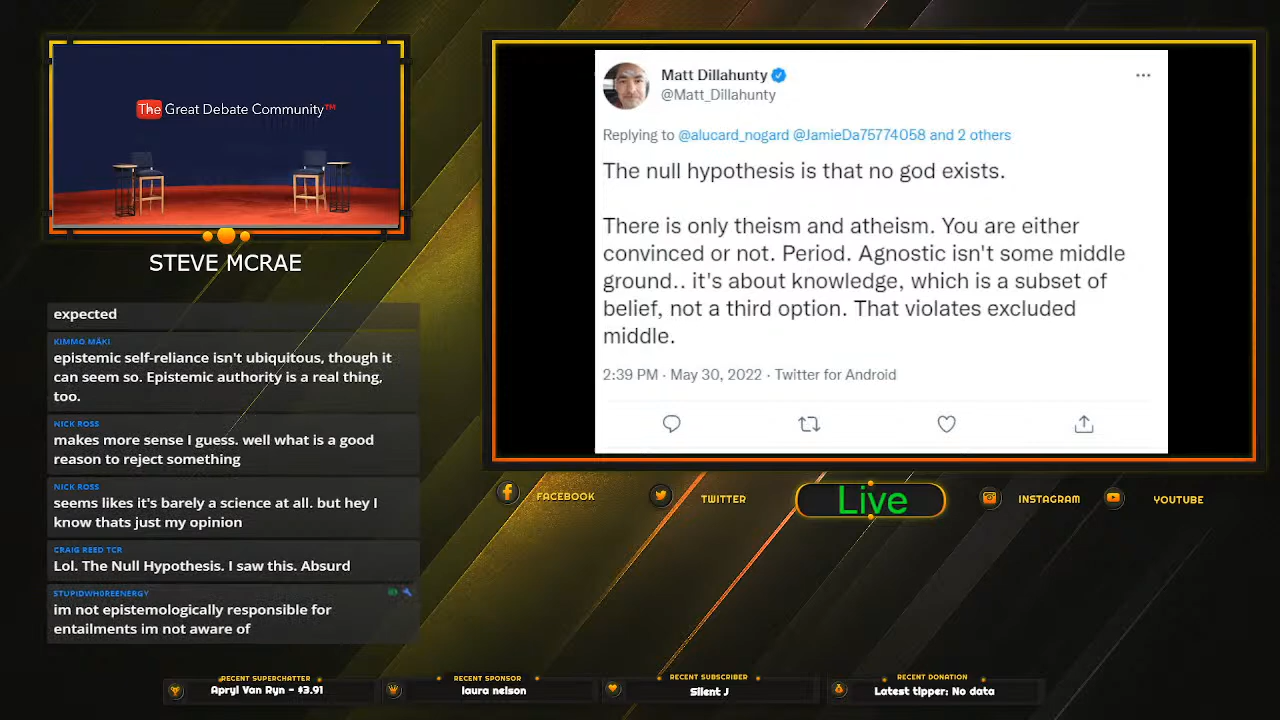 The Great Debate Community™
STEVE MCRAE
expected
KIMMO MÄKI
epistemic self-reliance isn't ubiquitous, though it
can seem so. Epistemic authority is a real thing,
too.
NICK ROSS
makes more sense I guess. well what is a good
reason to reject something
NICK ROSS
seems likes it's barely a science at all. but hey I
know thats just my opinion
CRAIG REED TCR
Lol. The Null Hypothesis. I saw this. Absurd
STUPIDWH0REENERGY
im not epistemologically responsible for
entailments im not aware of
Matt Dillahunty
@Matt_Dillahunty
Replying to @alucard_nogard @JamieDa75774058 and 2 others
The null hypothesis is that no god exists.
There is only theism and atheism. You are either
convinced or not. Period. Agnostic isn't some middle
ground.. it's about knowledge, which is a subset of
belief, not a third option. That violates excluded
middle.
2:39 PM · May 30, 2022 · Twitter for Android
FACEBOOK
TWITTER
Live
INSTAGRAM
YOUTUBE
RECENT SUPERCHATTER
Apryl Van Ryn - $3.91
RECENT SPONSOR
laura nelson
RECENT SUBSCRIBER
Silent J
RECENT DONATION
Latest tipper: No data